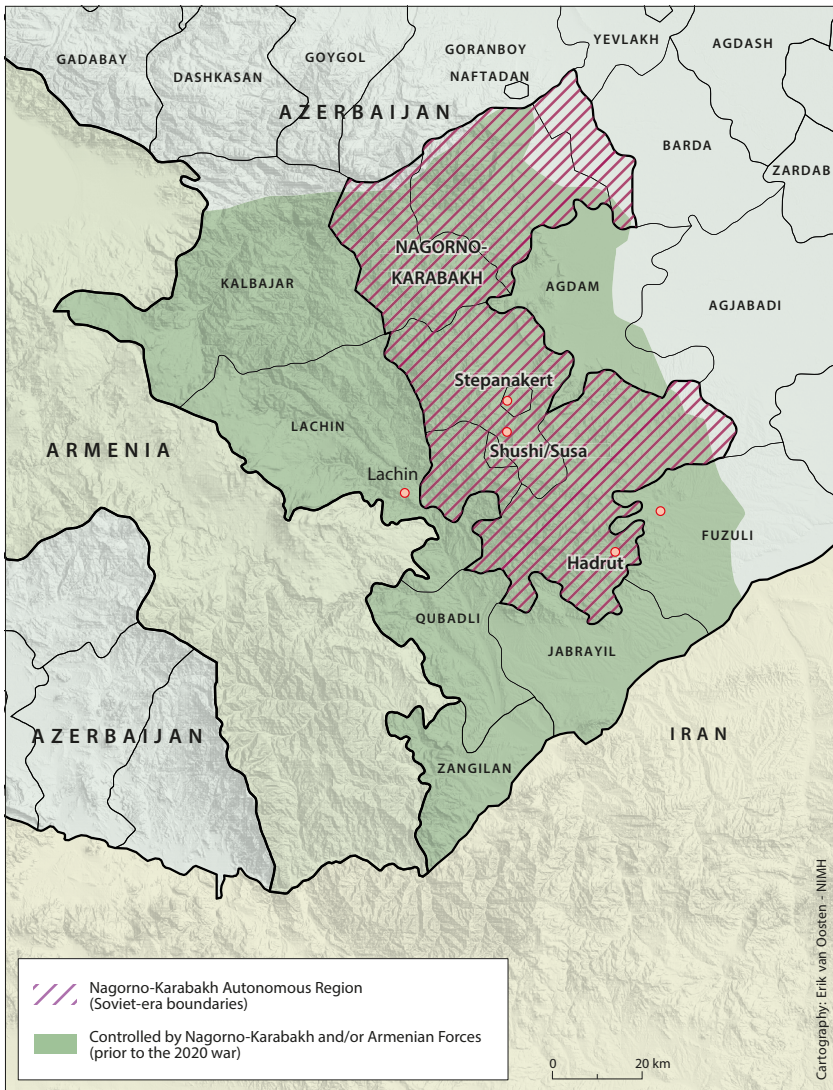 GADABAY
DASHKASAN
GOYGOL
GORANBOY
NAFTADAN
YEVLAKH
AGDASH
AZERBAIJAN
BARDA
ZARDAB
NAGORNO-
KARABAKH
KALBAJAR
AGDAM
AGJABADI
Stepanakert
LACHIN
ARMENIA
Shushi/Susa
Lachin
FUZULI
Hadrut
QUBADLI
JABRAYIL
AZERBAIJAN
IRAN
ZANGILAN
Nagorno-Karabakh Autonomous Region
(Soviet-era boundaries)
Controlled by Nagorno-Karabakh and/or Armenian Forces
(prior to the 2020 war)
0 20 km
Cartography: Erik van Oosten - NIMH